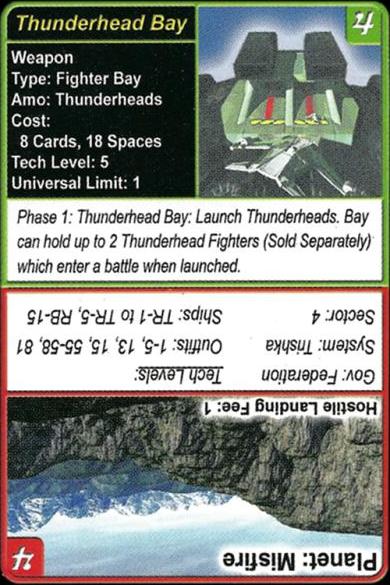 Thunderhead Bay
4
Weapon
Type: Fighter Bay
Amo: Thunderheads
Cost:
8 Cards, 18 Spaces
Tech Level: 5
Universal Limit: 1
Phase 1: Thunderhead Bay: Launch Thunderheads. Bay
can hold up to 2 Thunderhead Fighters (Sold Separately)
which enter a battle when launched.
Planet: Misfire
4
Hostile Landing Fee: 1
Gov: Federation
Tech Levels:
System: Trishka
Outfits: 1-5, 13, 15, 55-58, 81
Sector: 4
Ships: TR-1 to TR-5, RB-15